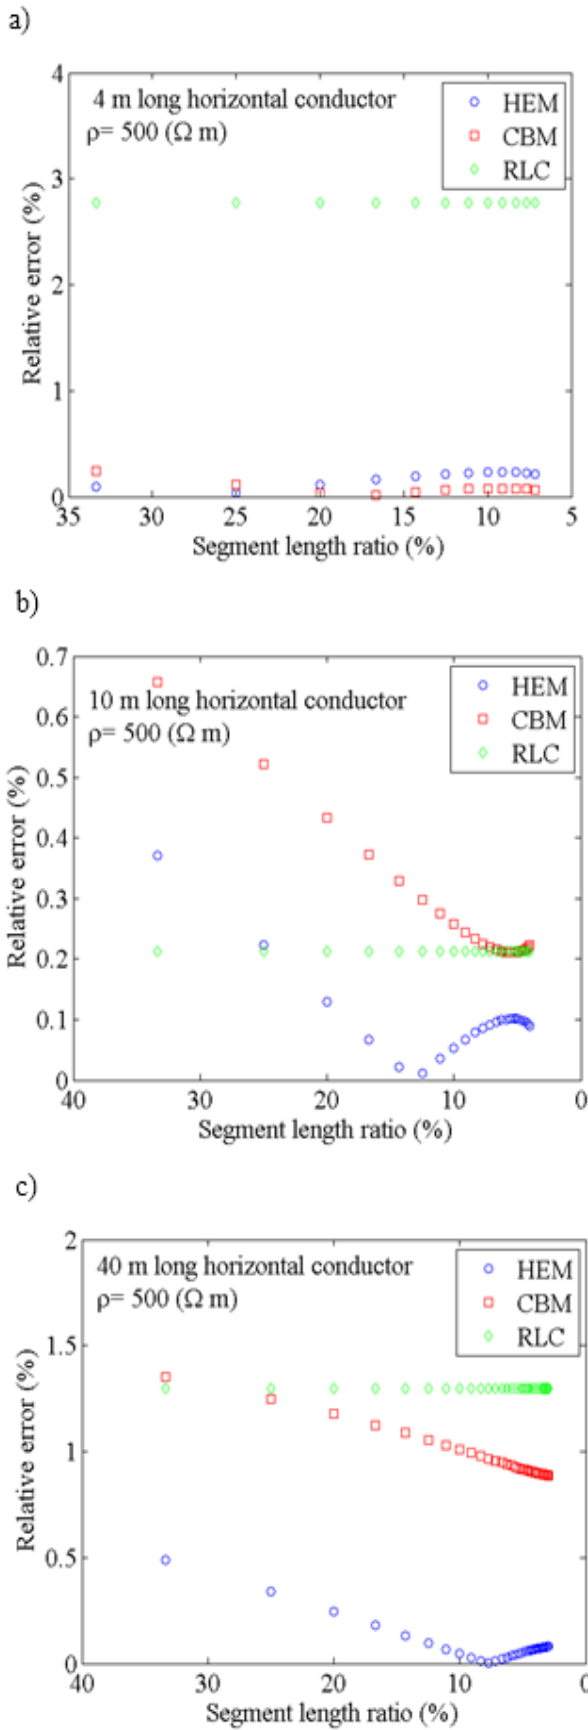 a)
4 m long horizontal conductor
ρ= 500 (Ω m)
HEM
CBM
RLC
Relative error (%)
4
3
2
1
0
35 30 25 20 15 10 5
Segment length ratio (%)
b)
10 m long horizontal conductor
ρ= 500 (Ω m)
HEM
CBM
RLC
Relative error (%)
0.7
0.6
0.5
0.4
0.3
0.2
0.1
0
40 30 20 10 0
Segment length ratio (%)
c)
40 m long horizontal conductor
ρ= 500 (Ω m)
HEM
CBM
RLC
Relative error (%)
2
1.5
1
0.5
0
40 30 20 10 0
Segment length ratio (%)